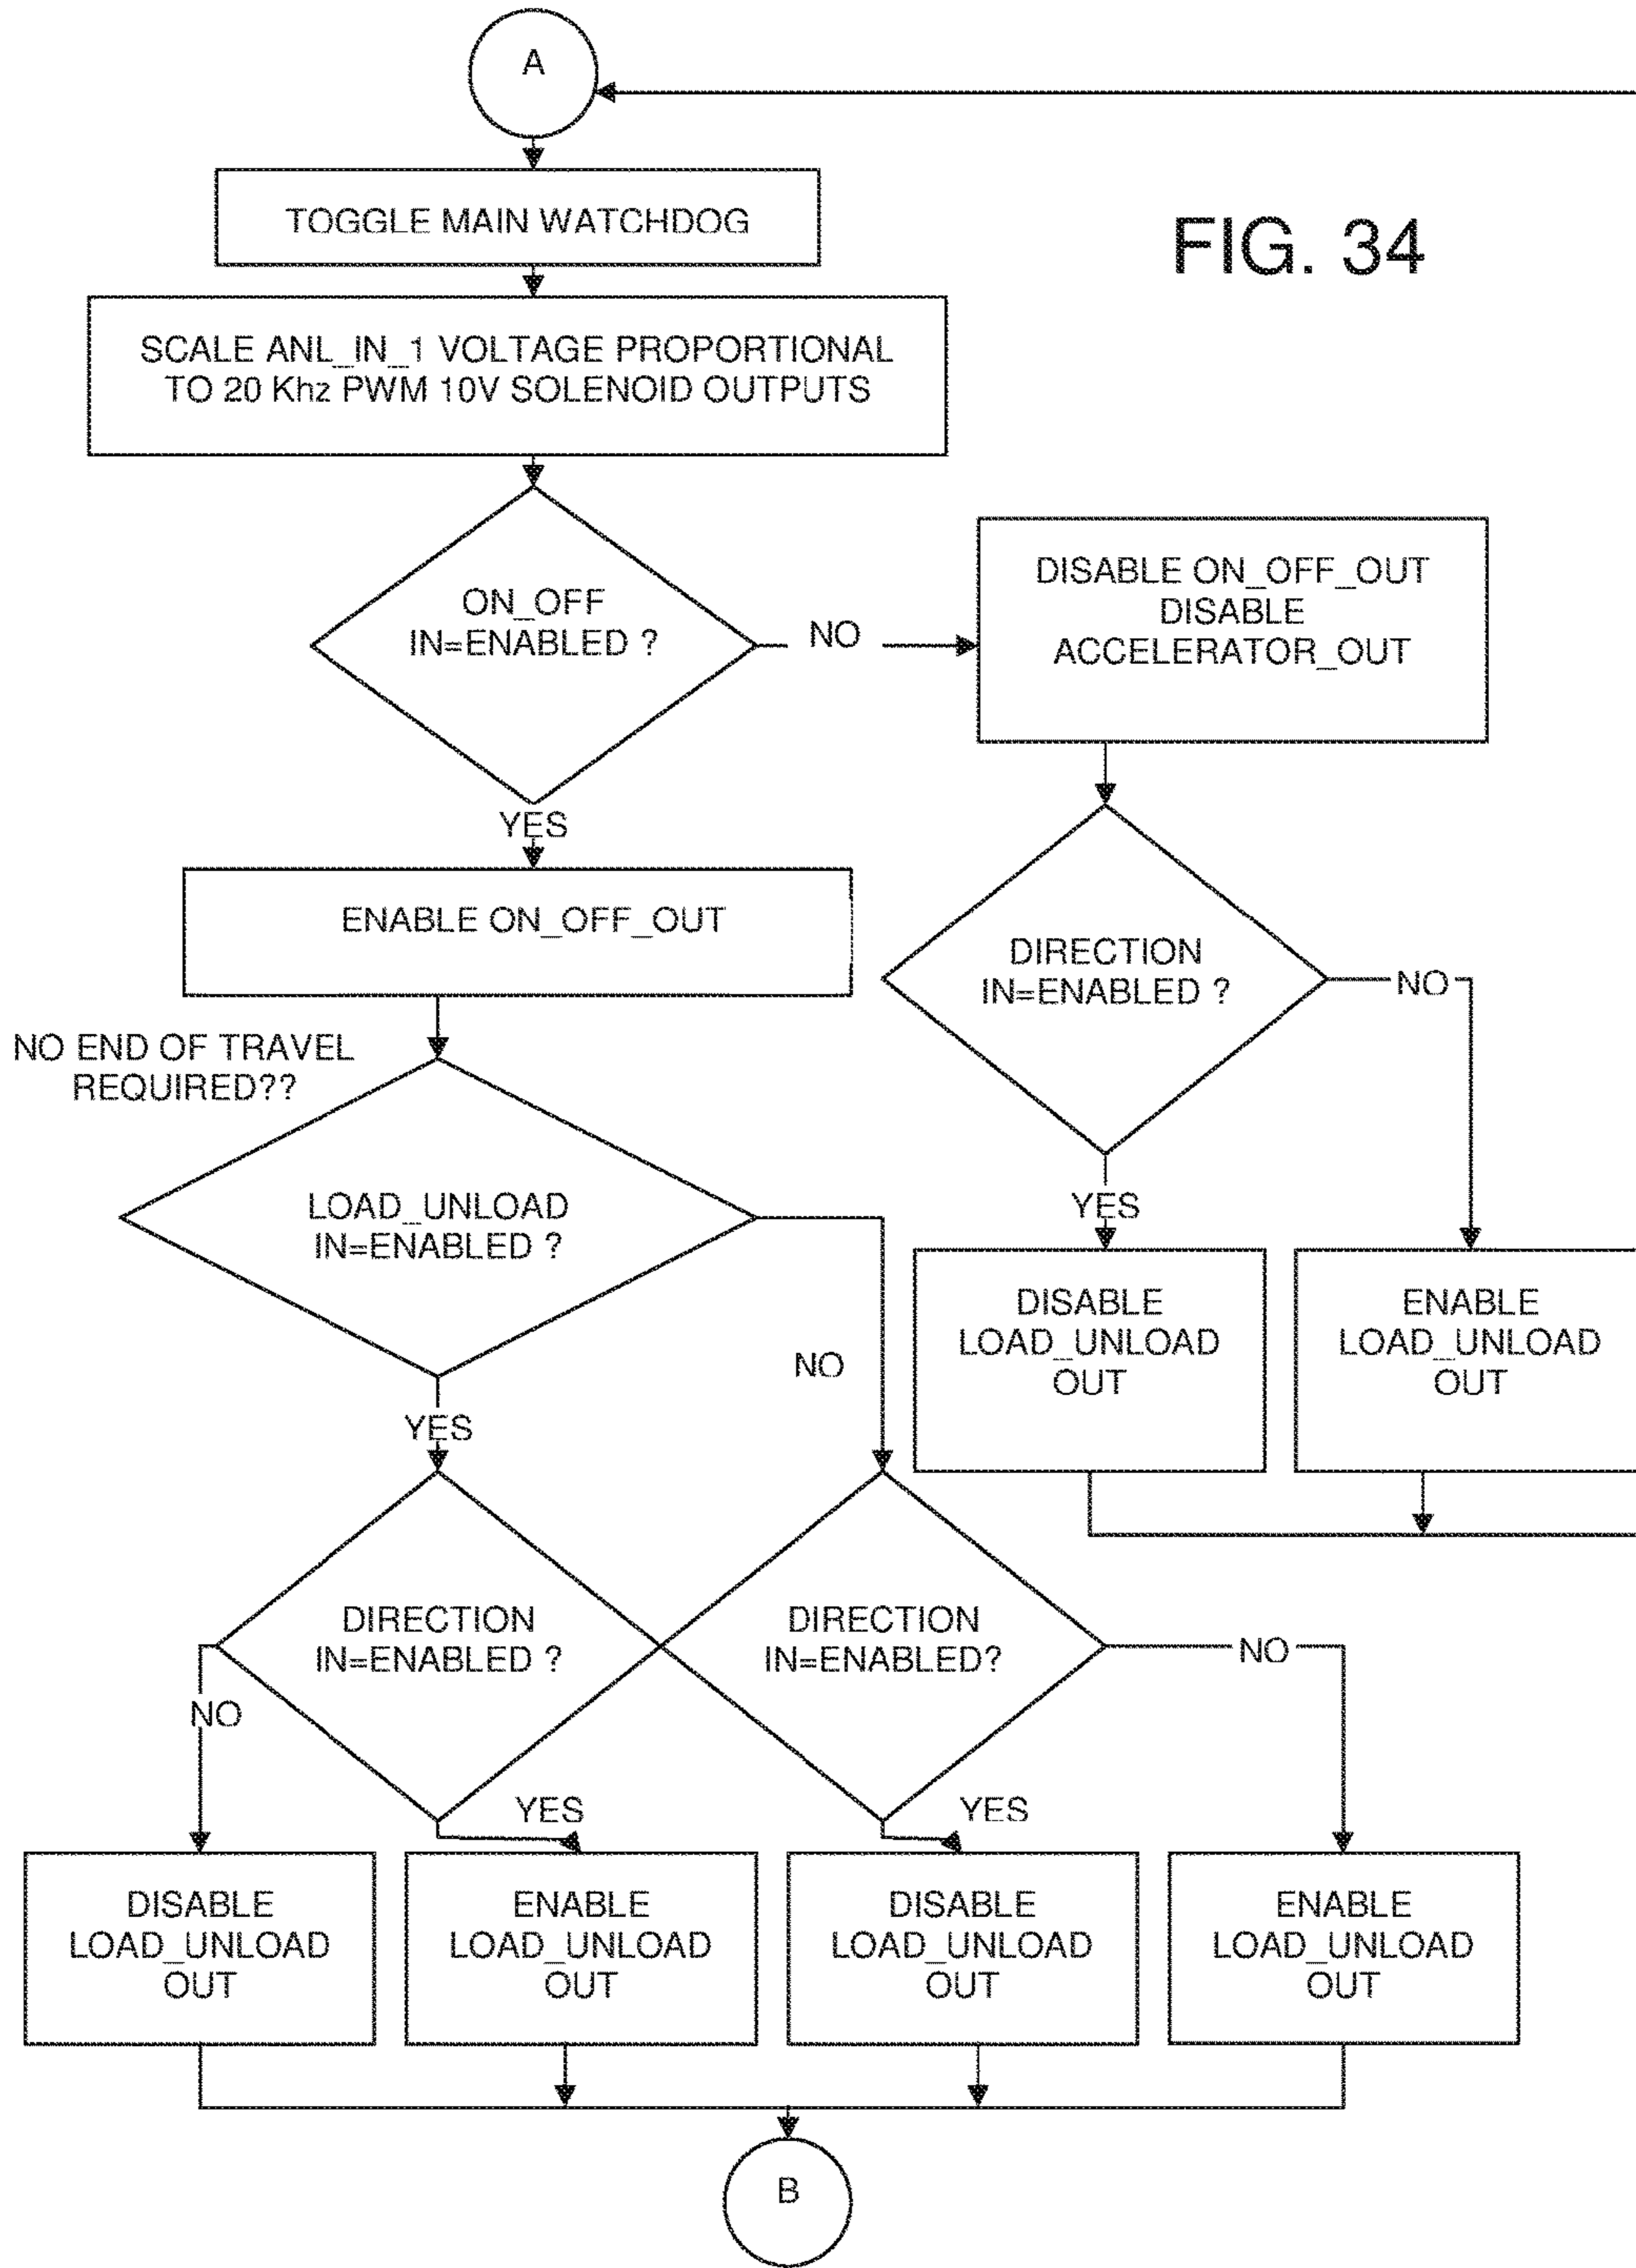 A
TOGGLE MAIN WATCHDOG
FIG. 34
SCALE ANL_IN_1 VOLTAGE PROPORTIONAL
TO 20 Khz PWM 10V SOLENOID OUTPUTS
ON_OFF
IN=ENABLED ?
NO
DISABLE ON_OFF_OUT
DISABLE
ACCELERATOR_OUT
YES
ENABLE ON_OFF_OUT
DIRECTION
IN=ENABLED ?
NO
NO END OF TRAVEL
REQUIRED??
LOAD_UNLOAD
IN=ENABLED ?
YES
DISABLE
LOAD_UNLOAD
OUT
ENABLE
LOAD_UNLOAD
OUT
NO
YES
DIRECTION
IN=ENABLED ?
DIRECTION
IN=ENABLED?
NO
NO
YES
YES
DISABLE
LOAD_UNLOAD
OUT
ENABLE
LOAD_UNLOAD
OUT
DISABLE
LOAD_UNLOAD
OUT
ENABLE
LOAD_UNLOAD
OUT
B